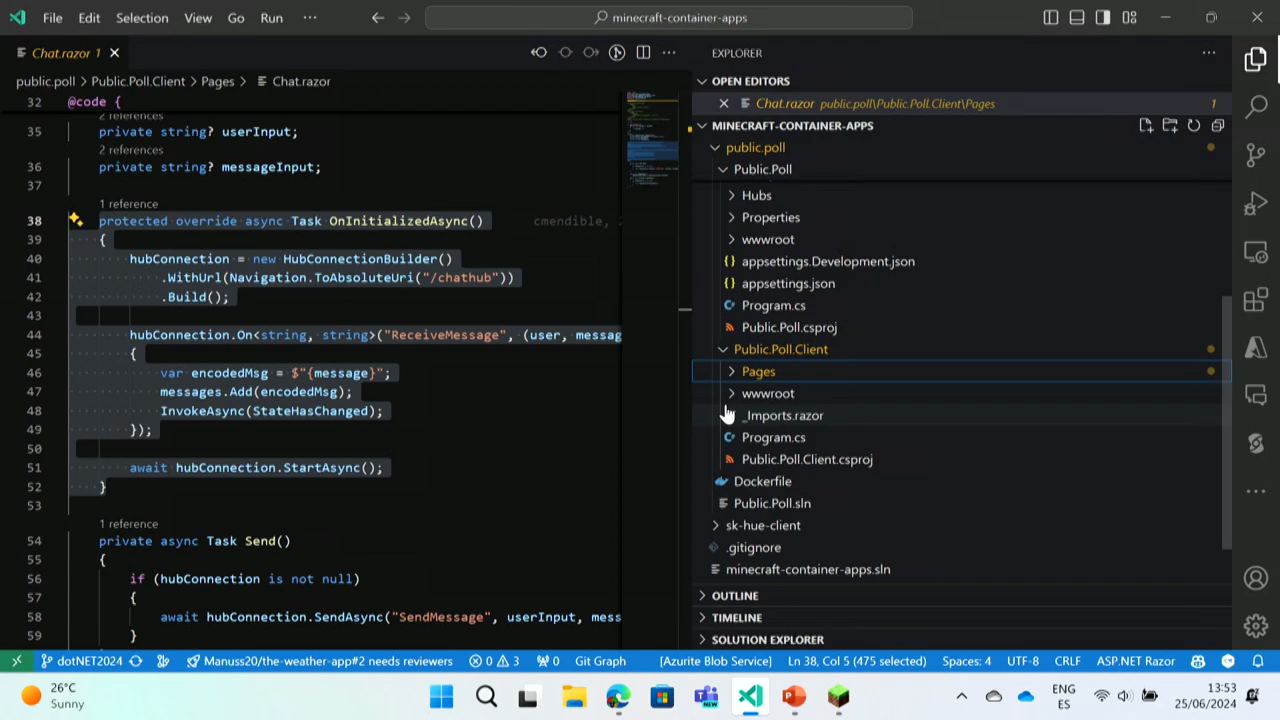 File Edit Selection View Go Run ··· minecraft-container-apps
Chat.razor 1
public.poll > Public.Poll.Client > Pages > Chat.razor
32 @code {
2 references
35 private string? userInput;
2 references
36 private string? messageInput;
37
1 reference
38 protected override async Task OnInitializedAsync() cmendible,
39 {
40 hubConnection = new HubConnectionBuilder()
41 .WithUrl(Navigation.ToAbsoluteUri("/chathub"))
42 .Build();
43
44 hubConnection.On<string, string>("ReceiveMessage", (user, messag
45 {
46 var encodedMsg = $"{message}";
47 messages.Add(encodedMsg);
48 InvokeAsync(StateHasChanged);
49 });
50
51 await hubConnection.StartAsync();
52 }
53
1 reference
54 private async Task Send()
55 {
56 if (hubConnection is not null)
57 {
58 await hubConnection.SendAsync("SendMessage", userInput, mess
59 }
EXPLORER
OPEN EDITORS
Chat.razor public.poll\Public.Poll.Client\Pages 1
MINECRAFT-CONTAINER-APPS
public.poll
Public.Poll
Hubs
Properties
wwwroot
{} appsettings.Development.json
{} appsettings.json
Program.cs
Public.Poll.csproj
Public.Poll.Client
Pages
wwwroot
_Imports.razor
Program.cs
Public.Poll.Client.csproj
Dockerfile
Public.Poll.sln
sk-hue-client
.gitignore
minecraft-container-apps.sln
OUTLINE
TIMELINE
SOLUTION EXPLORER
dotNET2024 Manuss20/the-weather-app#2 needs reviewers 0 3 0 Git Graph [Azurite Blob Service] Ln 38, Col 5 (475 selected) Spaces: 4 UTF-8 CRLF ASP.NET Razor
26°C
Sunny
NEW
ENG
ES
13:53
25/06/2024